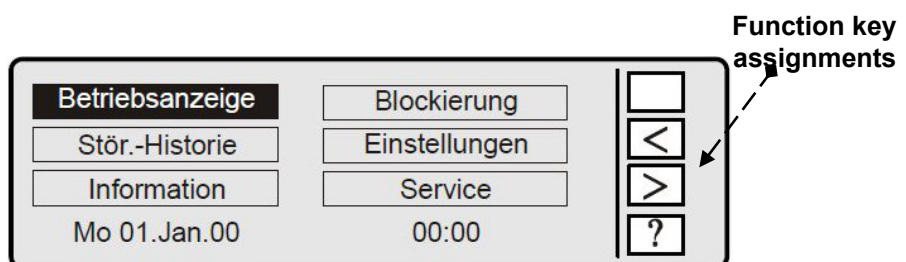 Function key
assignments
Betriebsanzeige
Blockierung
Stör.-Historie
Einstellungen
<
Information
Service
>
Mo 01.Jan.00
00:00
?